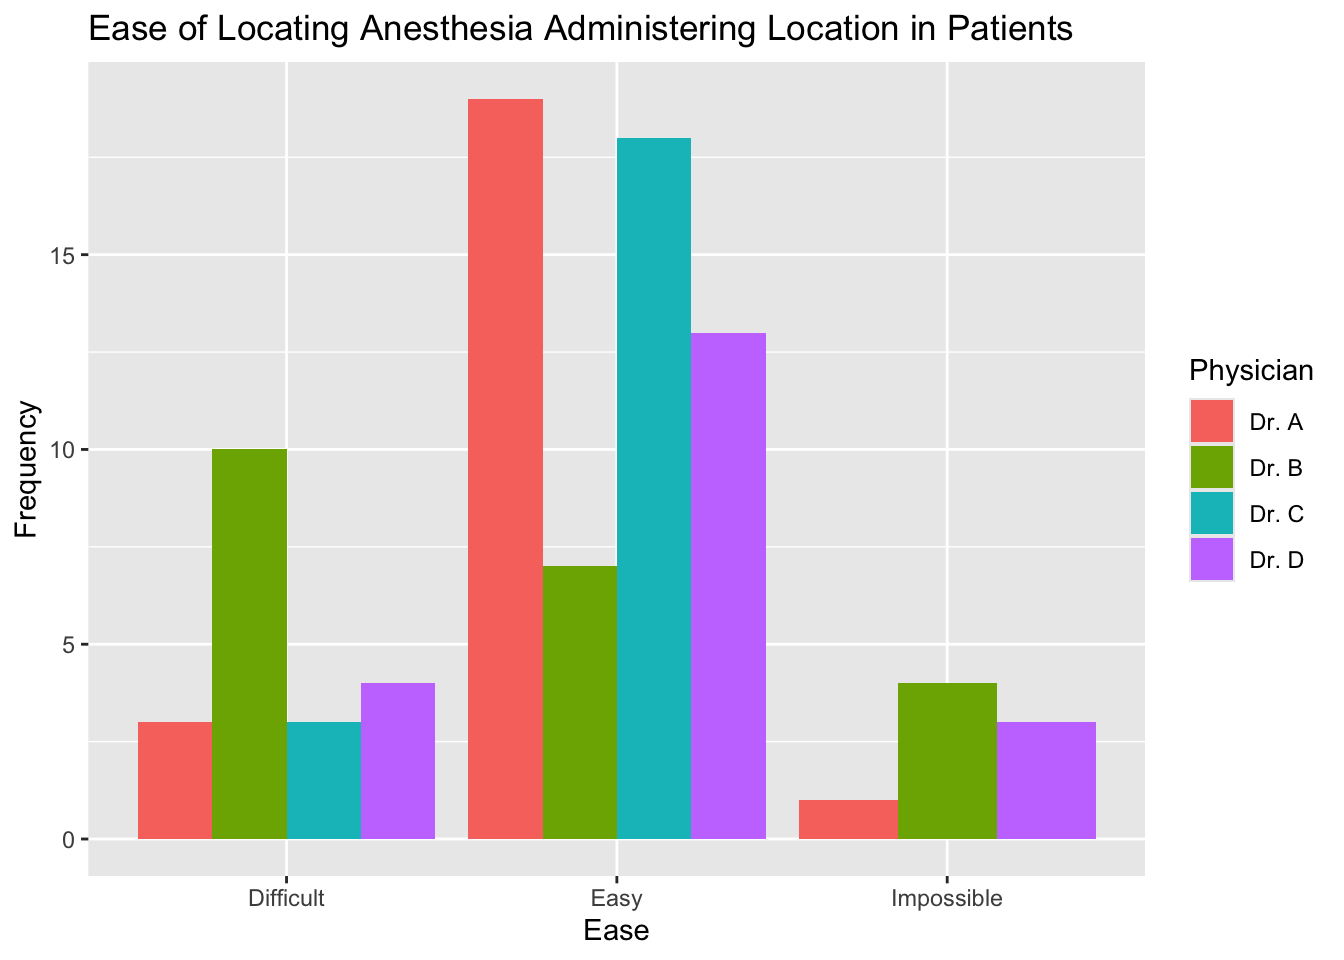 Ease of Locating Anesthesia Administering Location in Patients
Frequency
15
10
5
0
Difficult
Easy
Impossible
Ease
Physician
Dr. A
Dr. B
Dr. C
Dr. D